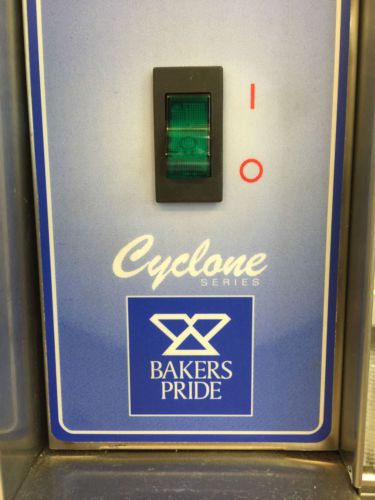 I
O
Cyclone
SERIES
BAKERS
PRIDE